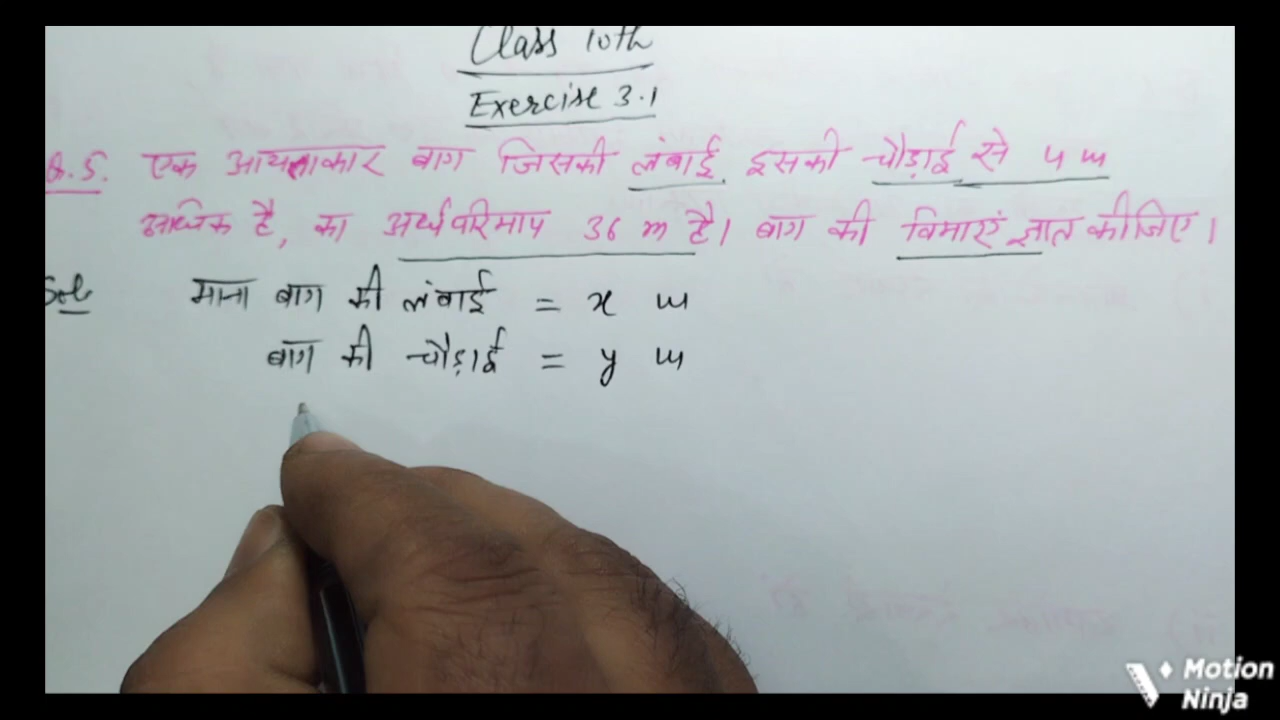 Class 10th
Exercise 3.1
Q.5. एक आयताकार बाग जिसकी लंबाई, इसकी चौड़ाई से 4 m
अधिक है, का अर्धपरिमाप 36 m है। बाग की विमाएं ज्ञात कीजिए।
Sol माना बाग की लंबाई = x m
बाग की चौड़ाई = y m
Motion
Ninja